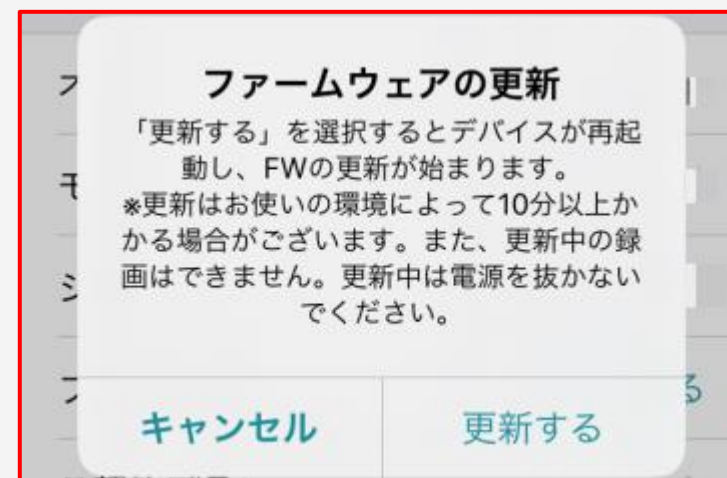 ファームウェアの更新
「更新する」を選択するとデバイスが再起
動し、FWの更新が始まります。
※更新はお使いの環境によって10分以上か
かる場合がございます。また、更新中の録
画はできません。更新中は電源を抜かない
でください。
キャンセル
更新する